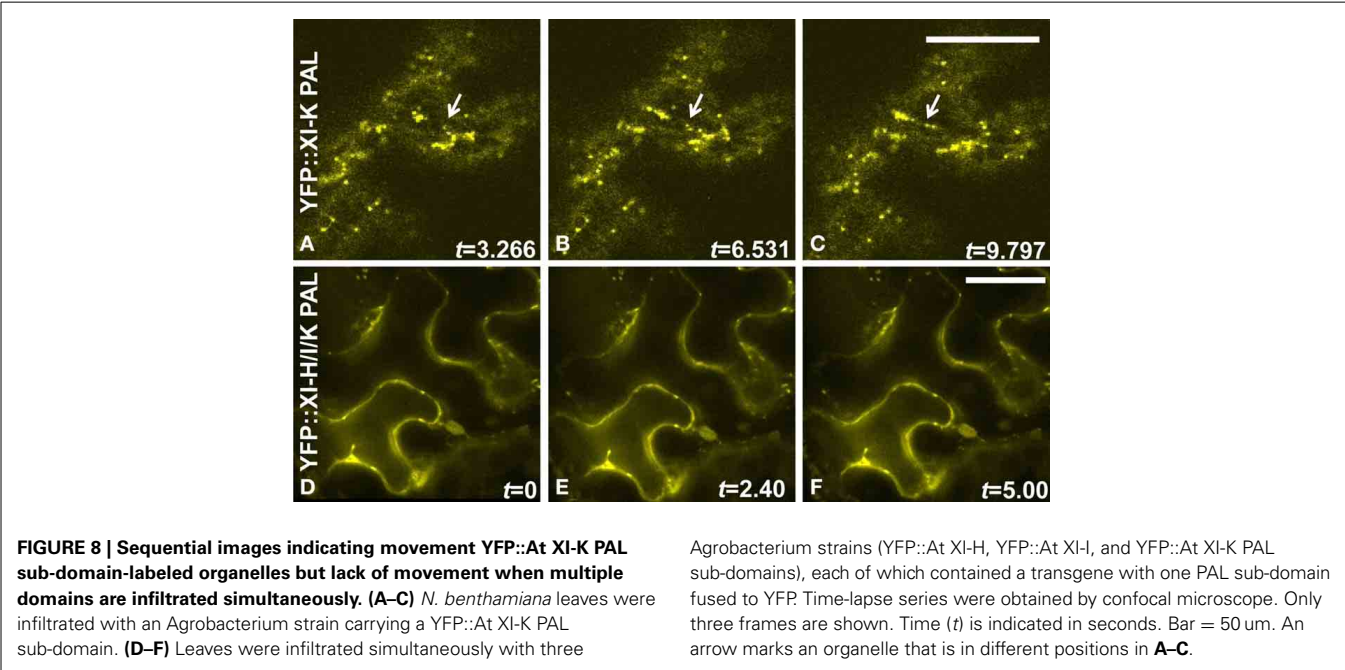 YFP::XI-K PAL
A
t=3.266
B
t=6.531
C
t=9.797
YFP::XI-H/I/K PAL
D
t=0
E
t=2.40
F
t=5.00
FIGURE 8 | Sequential images indicating movement YFP::At XI-K PAL
sub-domain-labeled organelles but lack of movement when multiple
domains are infiltrated simultaneously. (A–C) N. benthamiana leaves were
infiltrated with an Agrobacterium strain carrying a YFP::At XI-K PAL
sub-domain. (D–F) Leaves were infiltrated simultaneously with three
Agrobacterium strains (YFP::At XI-H, YFP::At XI-I, and YFP::At XI-K PAL
sub-domains), each of which contained a transgene with one PAL sub-domain
fused to YFP. Time-lapse series were obtained by confocal microscope. Only
three frames are shown. Time (t) is indicated in seconds. Bar = 50 um. An
arrow marks an organelle that is in different positions in A–C.